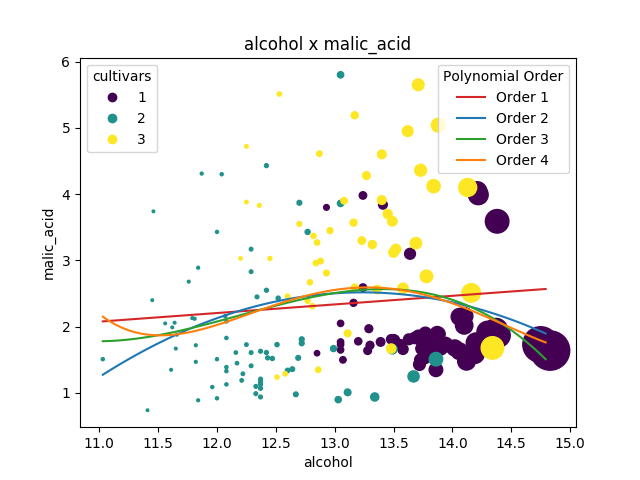 alcohol x malic_acid
cultivars
1
2
3
Polynomial Order
Order 1
Order 2
Order 3
Order 4
malic_acid
6
5
4
3
2
1
11.0 11.5 12.0 12.5 13.0 13.5 14.0 14.5 15.0
alcohol